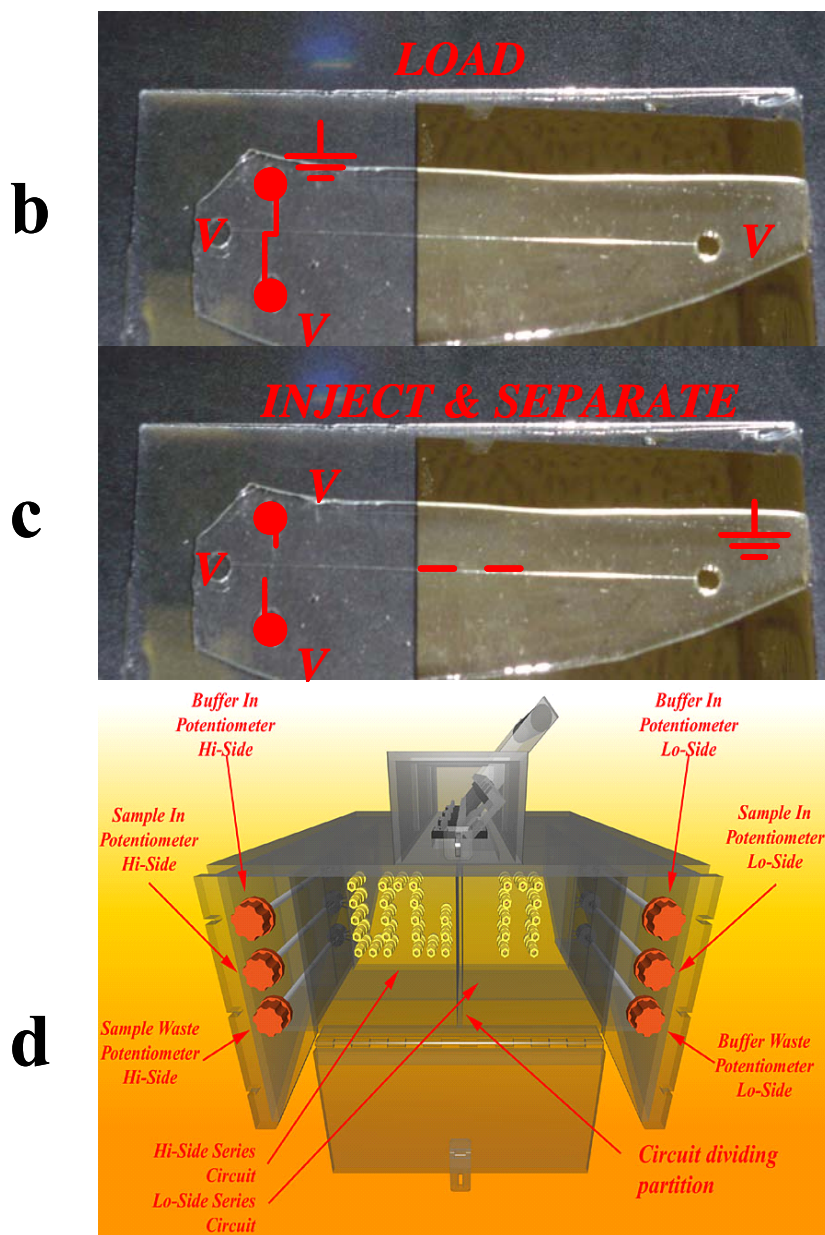 b
LOAD
V
V
V
c
INJECT & SEPARATE
V
V
V
d
Buffer In
Potentiometer
Hi-Side
Buffer In
Potentiometer
Lo-Side
Sample In
Potentiometer
Hi-Side
Sample In
Potentiometer
Lo-Side
Sample Waste
Potentiometer
Hi-Side
Buffer Waste
Potentiometer
Lo-Side
Hi-Side Series
Circuit
Lo-Side Series
Circuit
Circuit dividing
partition